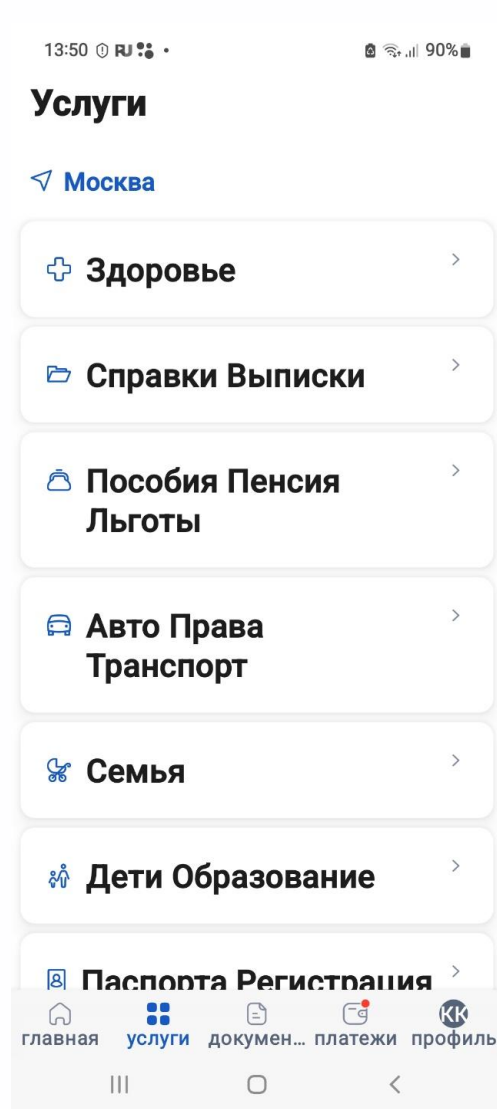 13:50 RU 90%
Услуги
Москва
Здоровье
Справки Выписки
Пособия Пенсия
Льготы
Авто Права
Транспорт
Семья
Дети Образование
Паспорта Регистрация
КК
главная услуги докумен... платежи профиль